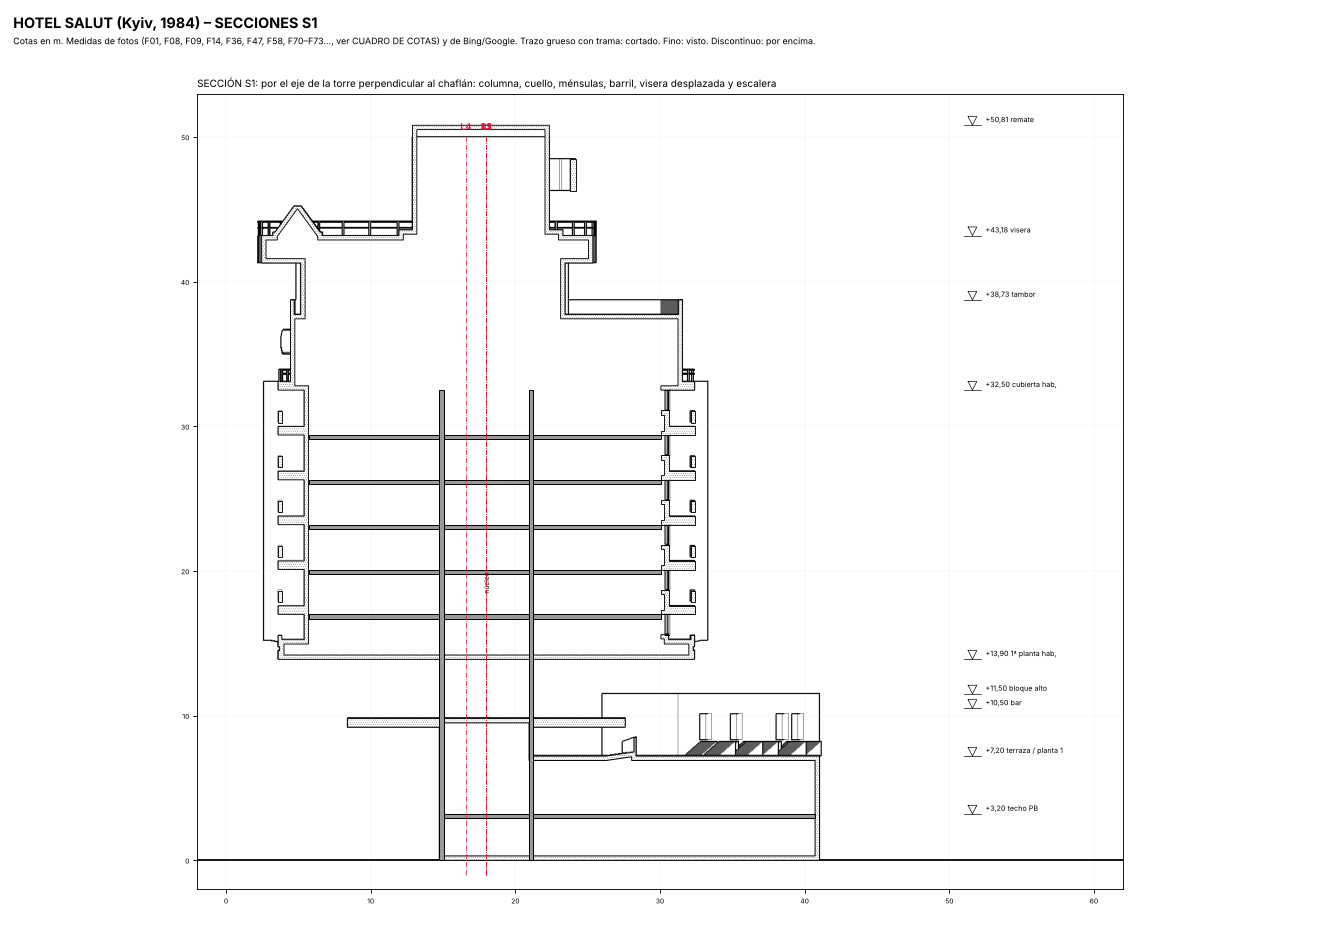 HOTEL SALUT (Kyiv, 1984) – SECCIONES S1
Cotas en m. Medidas de fotos (F01, F08, F09, F14, F36, F47, F58, F70–F73..., ver CUADRO DE COTAS) y de Bing/Google. Trazo grueso con trama: cortado. Fino: visto. Discontinuo: por encima.
SECCIÓN S1: por el eje de la torre perpendicular al chaflán: columna, cuello, ménsulas, barril, visera desplazada y escalera
+50,81 remate
50
+43,18 visera
40
+38,73 tambor
+32,50 cubierta hab,
30
20
núcleo
+13,90 1ª planta hab,
+11,50 bloque alto
+10,50 bar
10
+7,20 terraza / planta 1
+3,20 techo PB
0
0 10 20 30 40 50 60